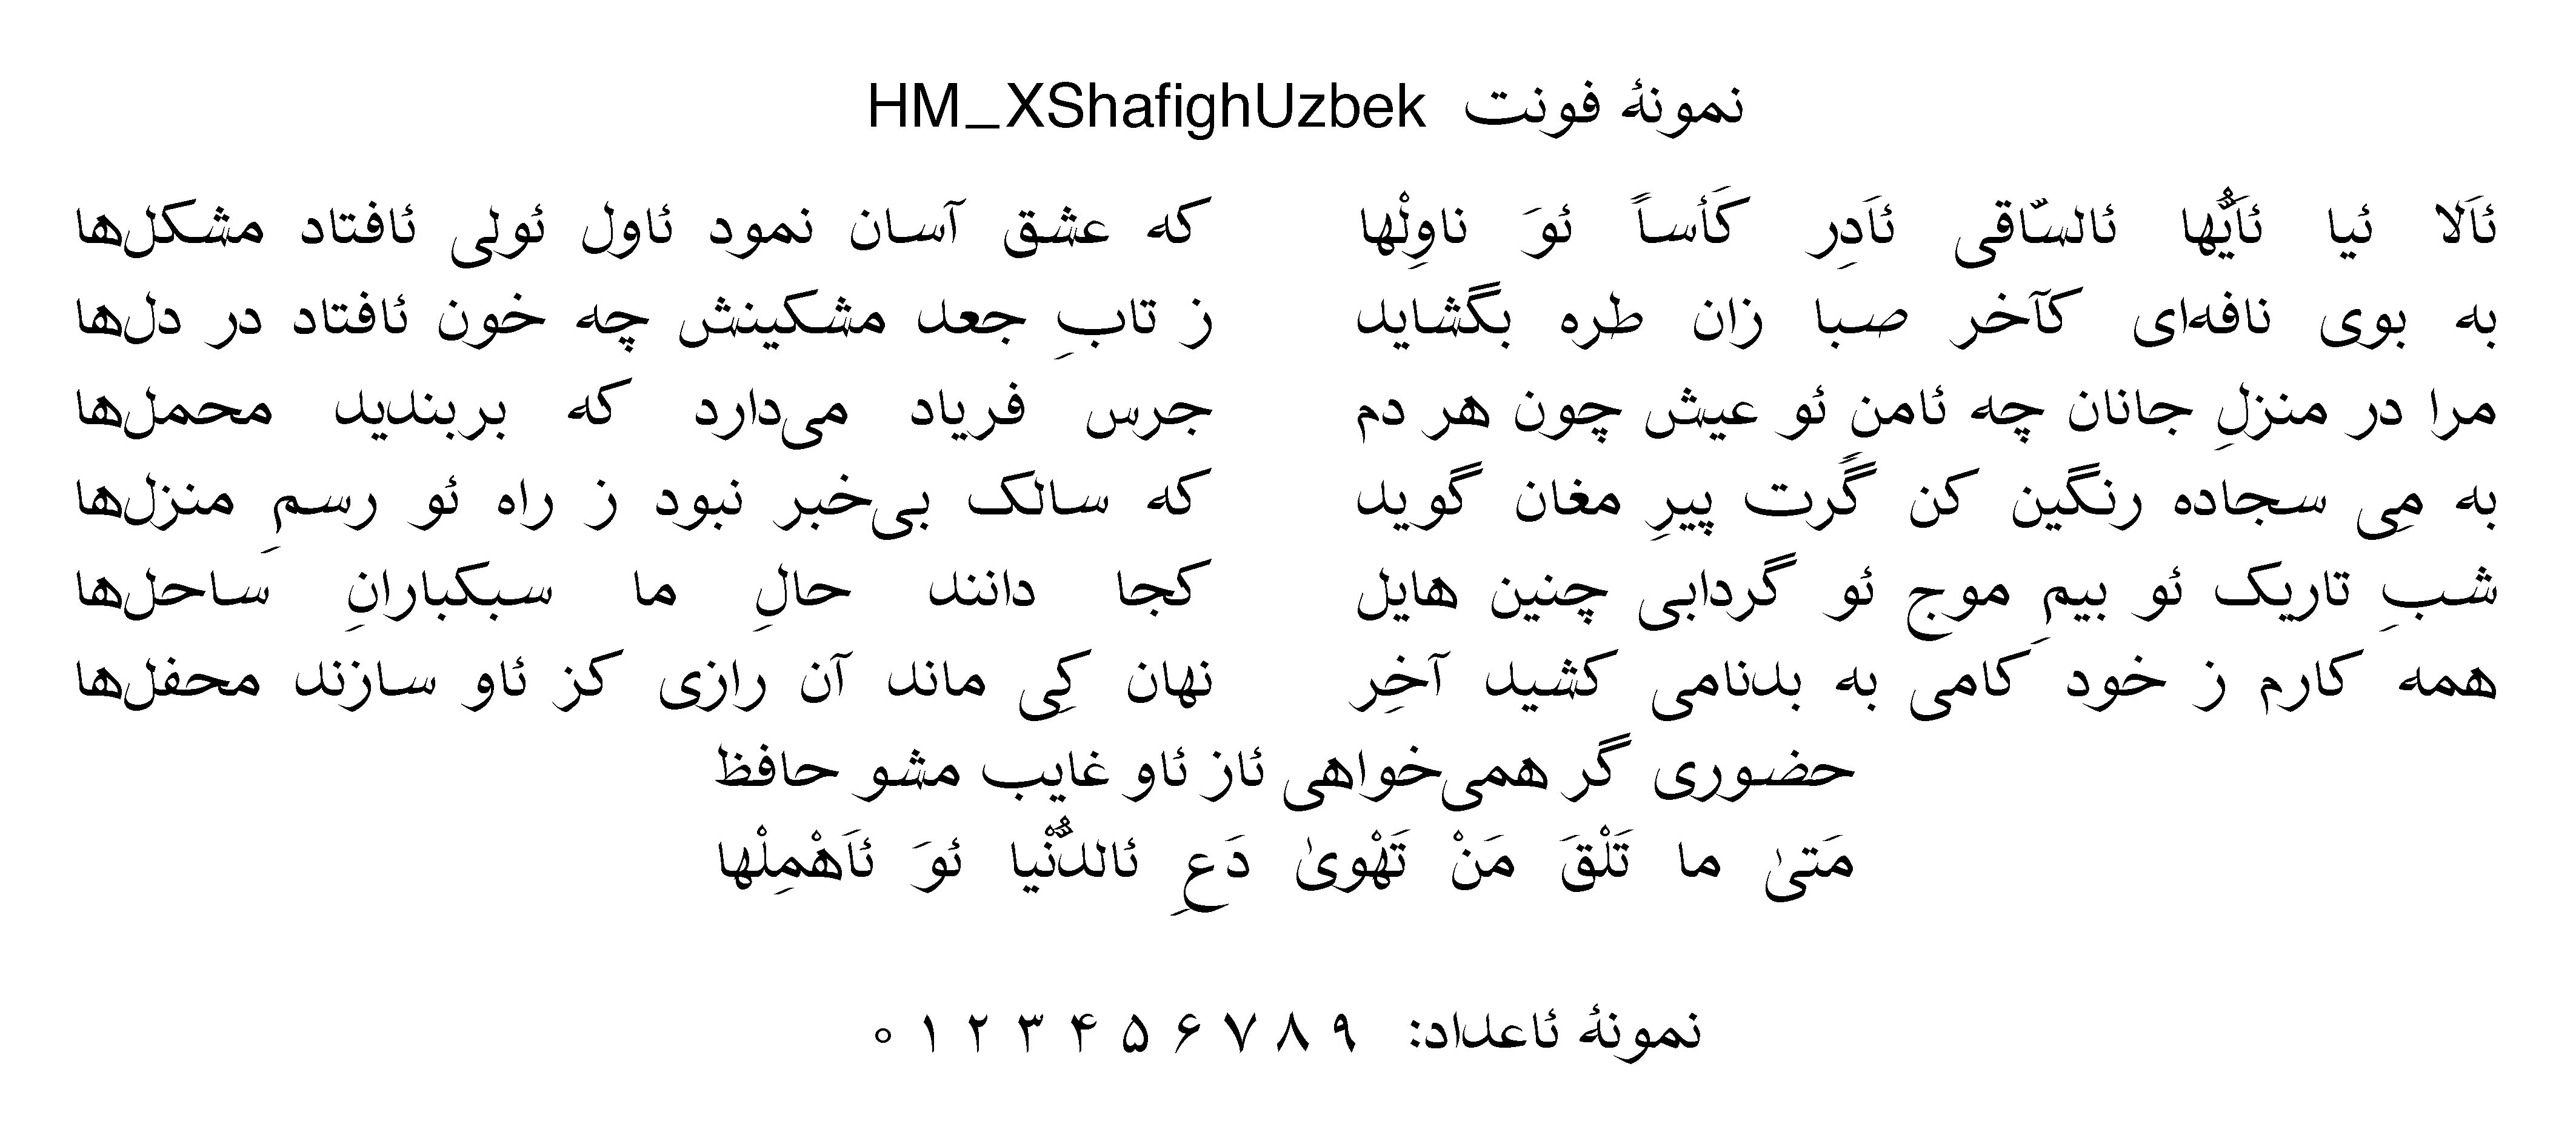 نمونهٔ فونت HM_XShafighUzbek
ئاَلا ئیا ئاَیُّها ئالسّاقی ئاَدِر کَأساً ئوَ ناوِلْها که عشق آسان نمود ئاول ئولی ئافتاد مشکل‌ها
به بوی نافه‌ای کآخر صبا زان طره بگشاید ز تابِ جعد مشکینش چه خون ئافتاد در دل‌ها
مرا در منزلِ جانان چه ئامنِ ئو عیش چون هر دم جرس فریاد می‌دارد که بربندید محمل‌ها
به مِی سجاده رنگین کن گَرت پیرِ مغان گوید که سالک بی‌خبر نبود ز راه ئو رسمِ منزل‌ها
شبِ تاریک ئو بیمِ موج ئو گردابی چنین هایل کجا دانند حالِ ما سبکبارانِ ساحل‌ها
همه کارم ز خود کامی به بدنامی کشید آخِر نهان کِی ماند آن رازی کز ئاو سازند محفل‌ها
حضوری گر همی‌خواهی ئاز ئاو غایب مشو حافظ
مَتیٰ ما تَلْقَ مَنْ تَهْویٰ دَعِ ئالدُّنْیا ئوَ ئاَهْمِلْها
نمونهٔ ئاعداد: ۹ ۸ ۷ ۶ ۵ ۴ ۳ ۲ ۱ ۰